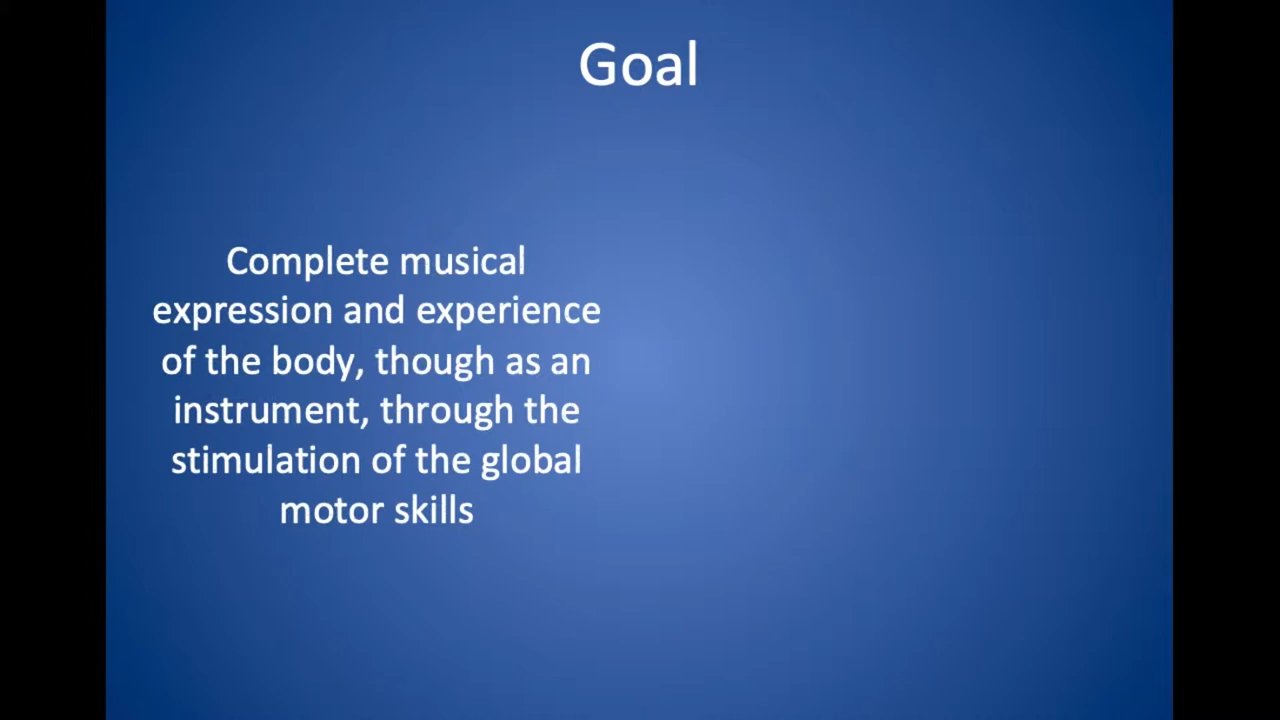 Goal
Complete musical
expression and experience
of the body, though as an
instrument, through the
stimulation of the global
motor skills